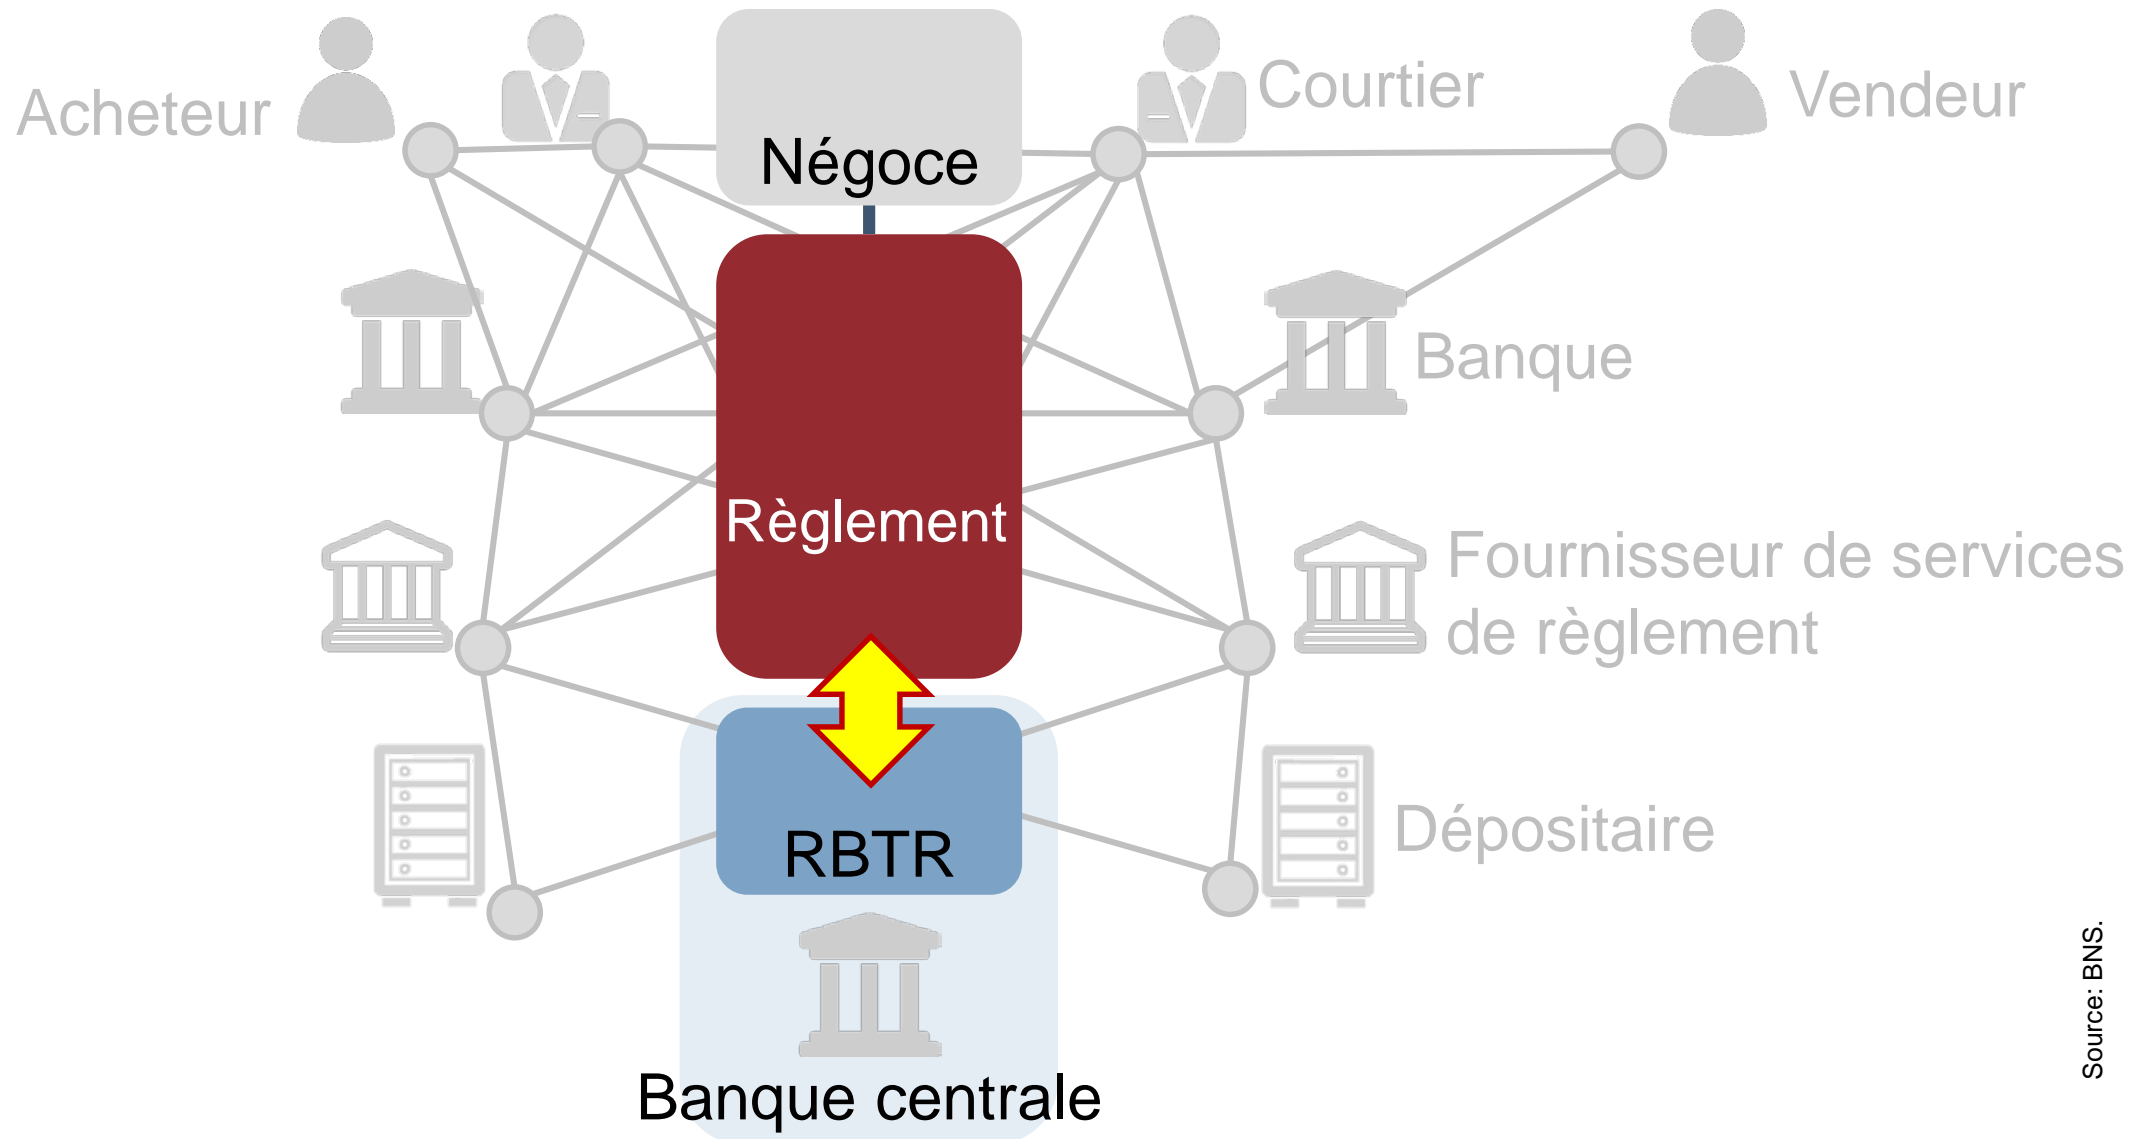 Acheteur
Négoce
Courtier
Vendeur
Banque
Règlement
Fournisseur de services
de règlement
RBTR
Dépositaire
Banque centrale
Source: BNS.